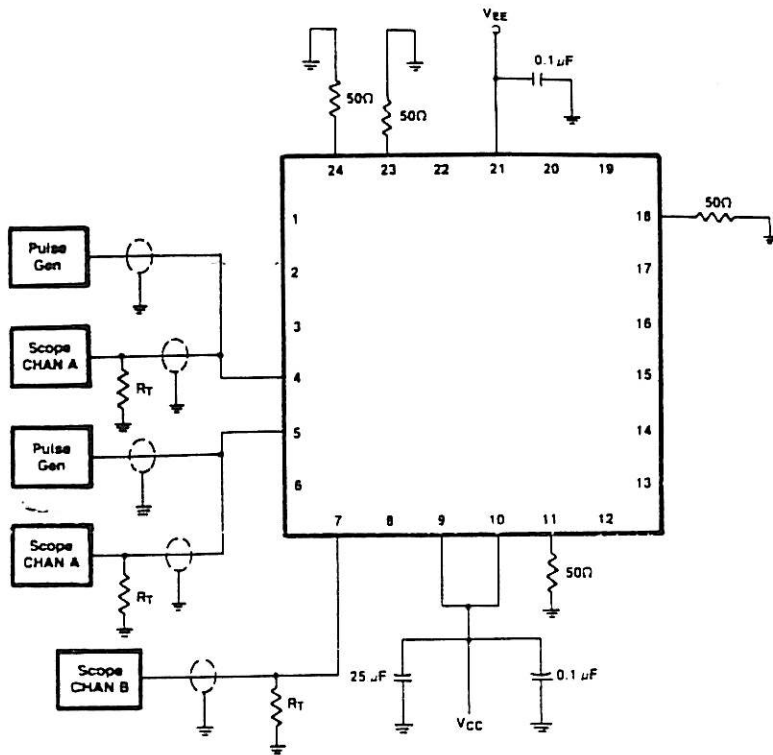 VEE
0.1 µF
50Ω
50Ω
24 23 22 21 20 19
1
18
50Ω
Pulse
Gen
2
17
3
16
Scope
CHAN A
RT
4
15
5
14
Pulse
Gen
6
13
7 8 9 10 11 12
Scope
CHAN A
RT
50Ω
Scope
CHAN B
RT
25 µF
0.1 µF
VCC